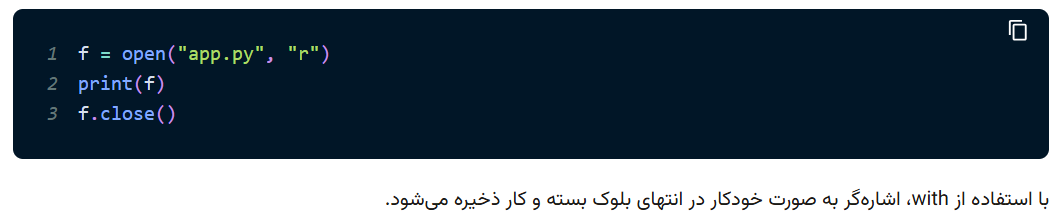 1 f = open("app.py", "r")
2 print(f)
3 f.close()
با استفاده از with، اشاره‌گر به صورت خودکار در انتهای بلوک بسته و کار ذخیره می‌شود.